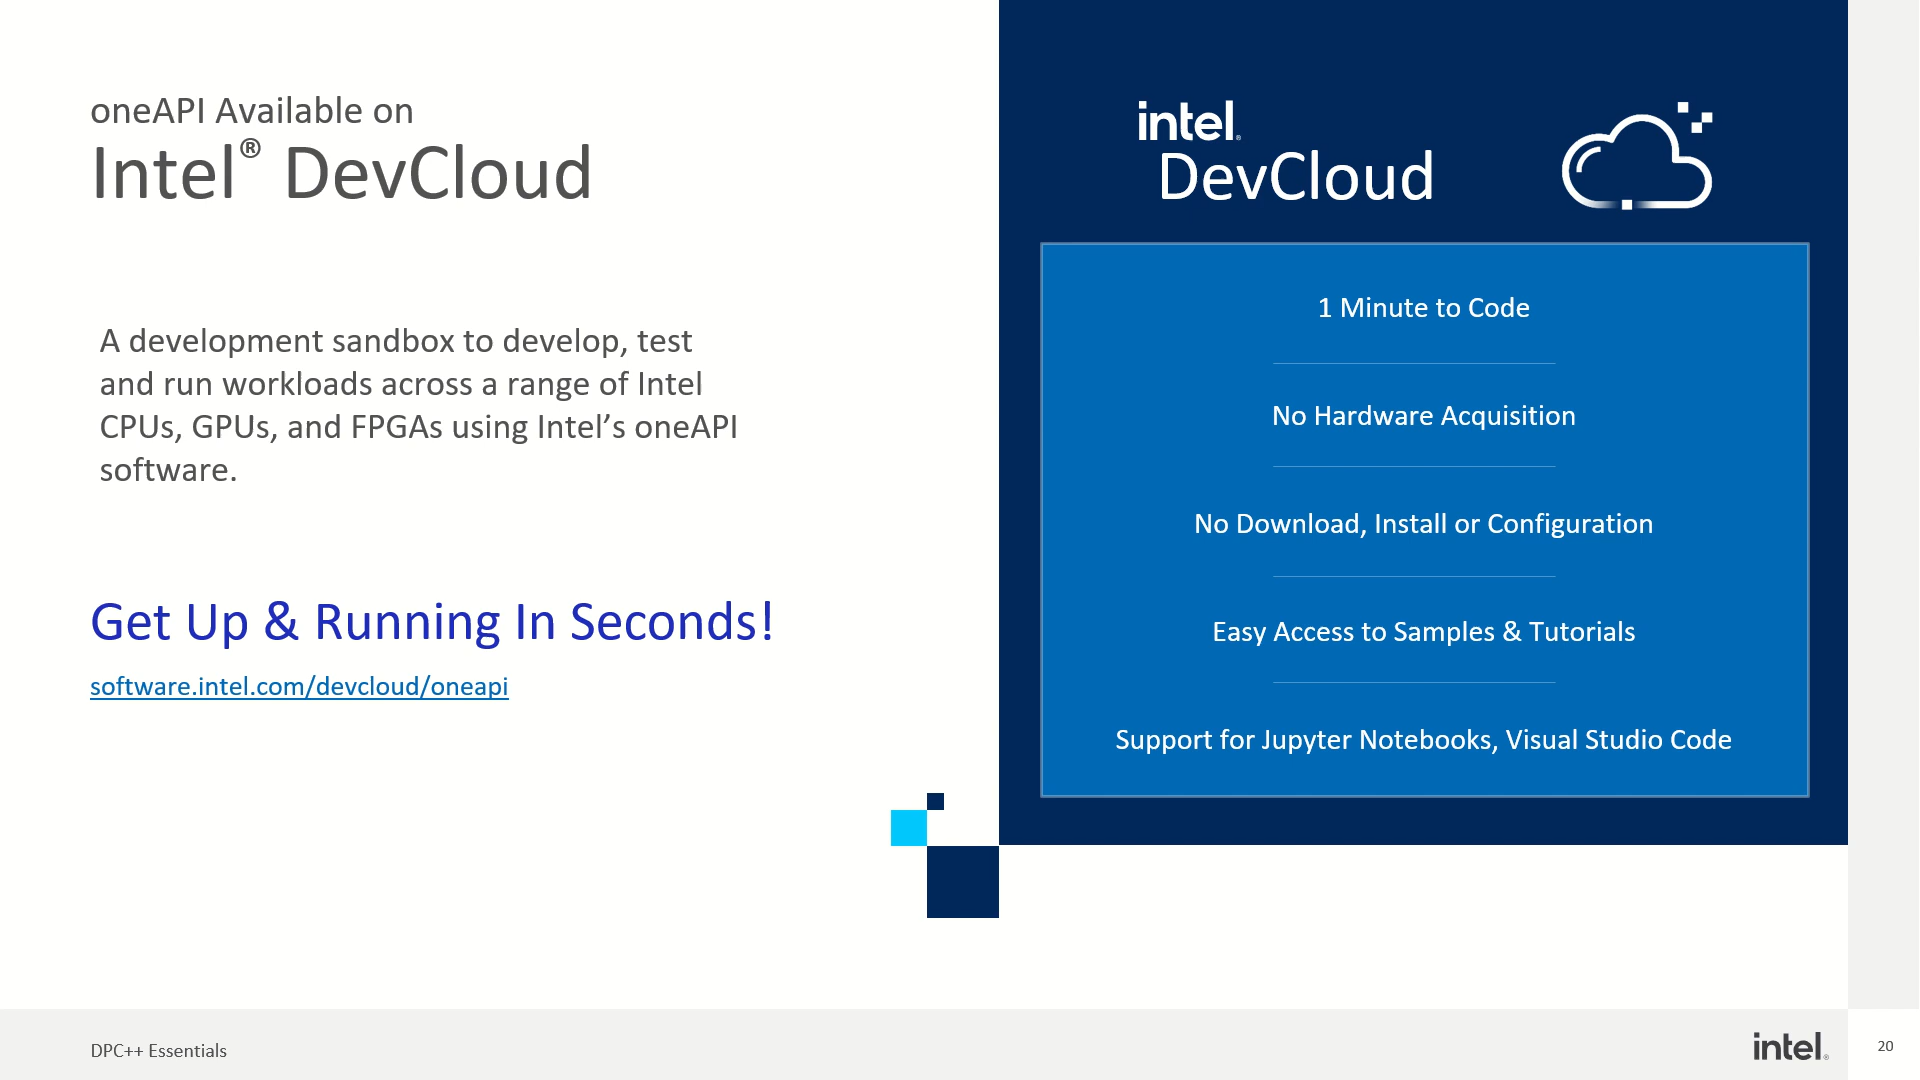 oneAPI Available on
Intel® DevCloud
A development sandbox to develop, test
and run workloads across a range of Intel
CPUs, GPUs, and FPGAs using Intel’s oneAPI
software.
Get Up & Running In Seconds!
software.intel.com/devcloud/oneapi
intel®
DevCloud
1 Minute to Code
No Hardware Acquisition
No Download, Install or Configuration
Easy Access to Samples & Tutorials
Support for Jupyter Notebooks, Visual Studio Code
DPC++ Essentials
intel®
20